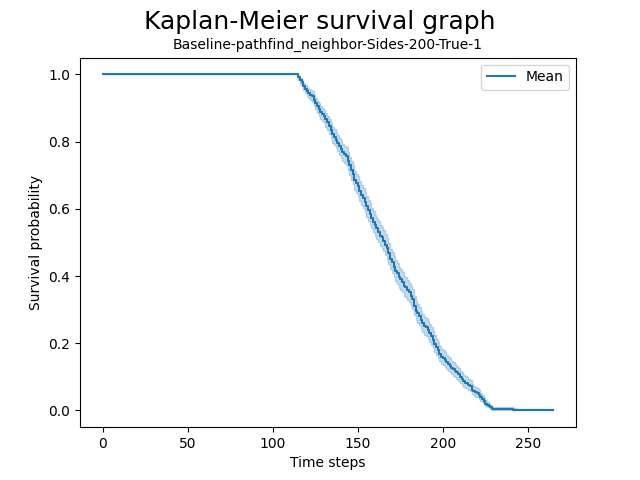 Kaplan-Meier survival graph
Baseline-pathfind_neighbor-Sides-200-True-1
Mean
1.0
0.8
0.6
0.4
0.2
0.0
Survival probability
0
50
100
150
200
250
Time steps